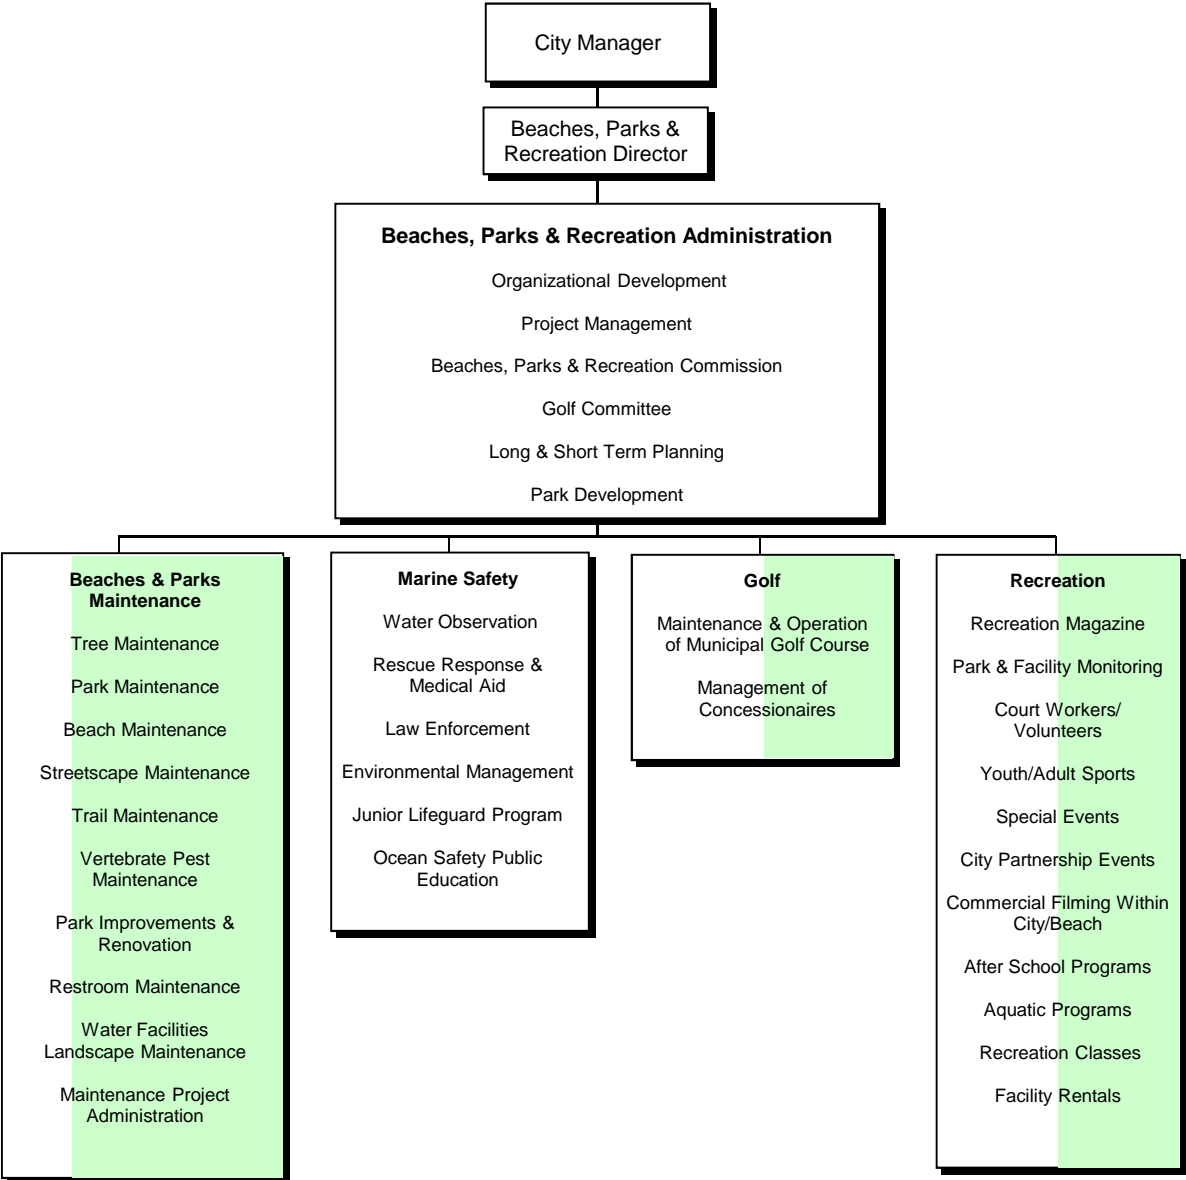 City Manager
Beaches, Parks &
Recreation Director
Beaches, Parks & Recreation Administration
Organizational Development
Project Management
Beaches, Parks & Recreation Commission
Golf Committee
Long & Short Term Planning
Park Development
Beaches & Parks
Maintenance
Tree Maintenance
Park Maintenance
Beach Maintenance
Streetscape Maintenance
Trail Maintenance
Vertebrate Pest
Maintenance
Park Improvements &
Renovation
Restroom Maintenance
Water Facilities
Landscape Maintenance
Maintenance Project
Administration
Marine Safety
Water Observation
Rescue Response &
Medical Aid
Law Enforcement
Environmental Management
Junior Lifeguard Program
Ocean Safety Public
Education
Golf
Maintenance & Operation
of Municipal Golf Course
Management of
Concessionaires
Recreation
Recreation Magazine
Park & Facility Monitoring
Court Workers/
Volunteers
Youth/Adult Sports
Special Events
City Partnership Events
Commercial Filming Within
City/Beach
After School Programs
Aquatic Programs
Recreation Classes
Facility Rentals